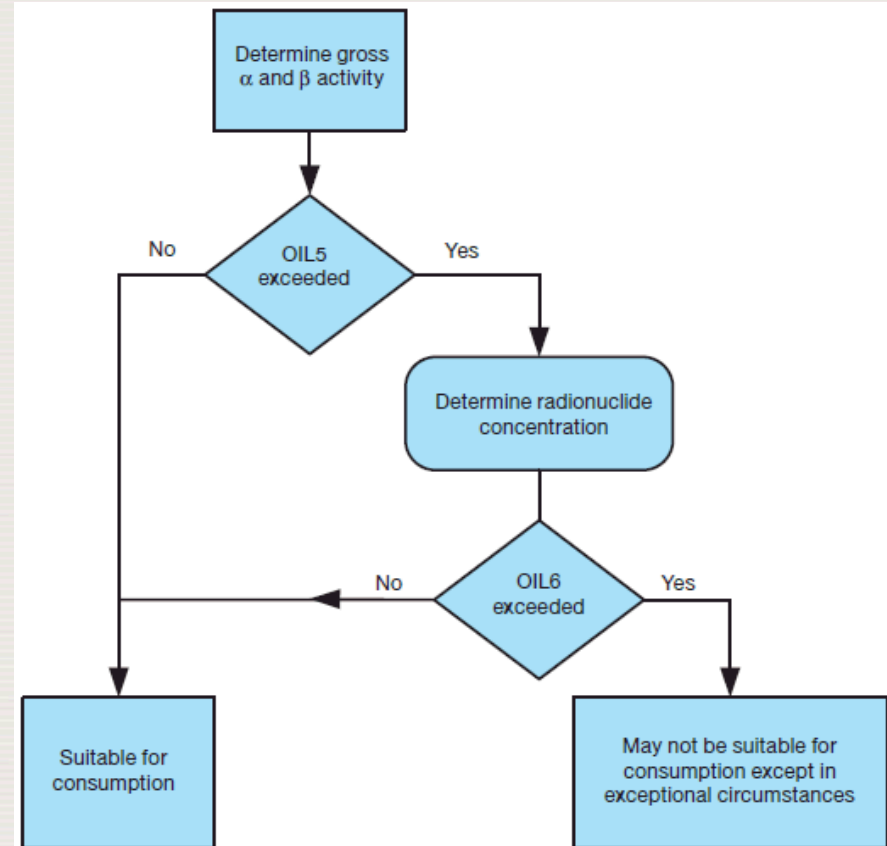 Determine gross
α and β activity
No
OIL5
exceeded
Yes
Determine radionuclide
concentration
No
OIL6
exceeded
Yes
Suitable for
consumption
May not be suitable for
consumption except in
exceptional circumstances